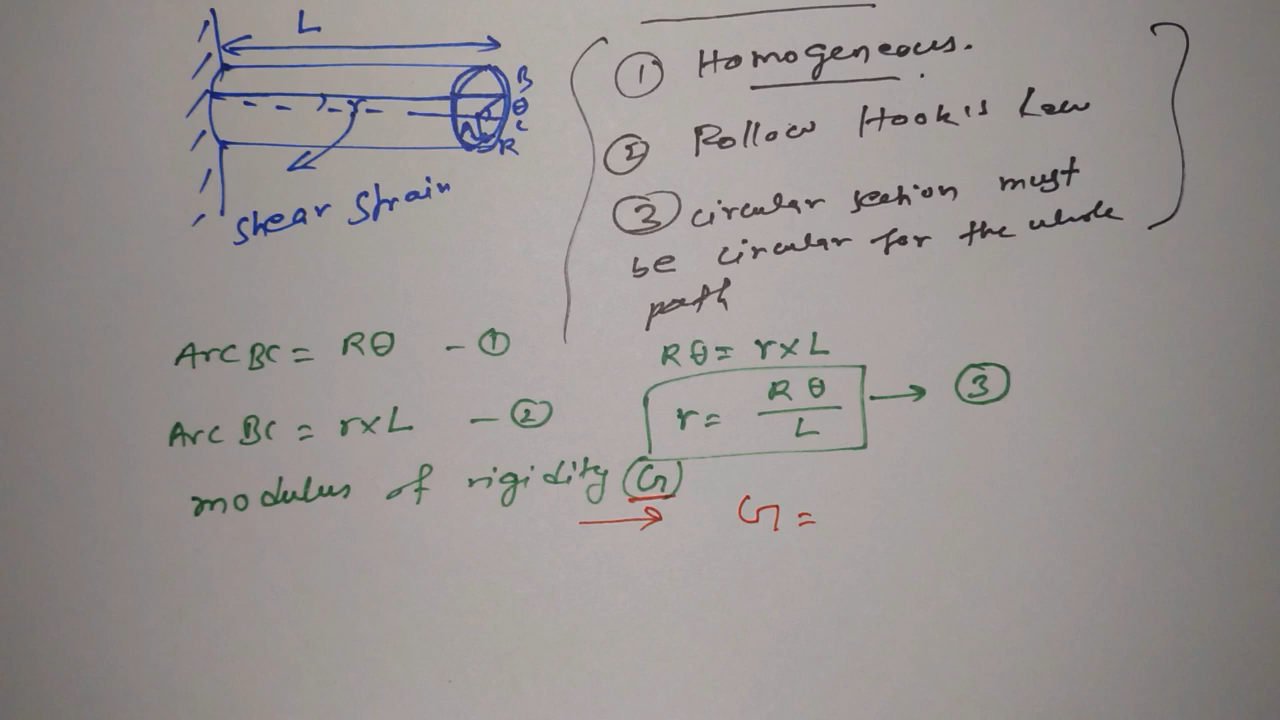 L
B
θ
C
R
r
shear strain
① Homogeneous.
② Follow Hook's Law
③ circular section must
be circular for the whole
path
Arc BC = Rθ - ①
Arc BC = r×L - ②
Rθ = r×L
r = Rθ/L → ③
modulus of rigidity (G)
→ G =